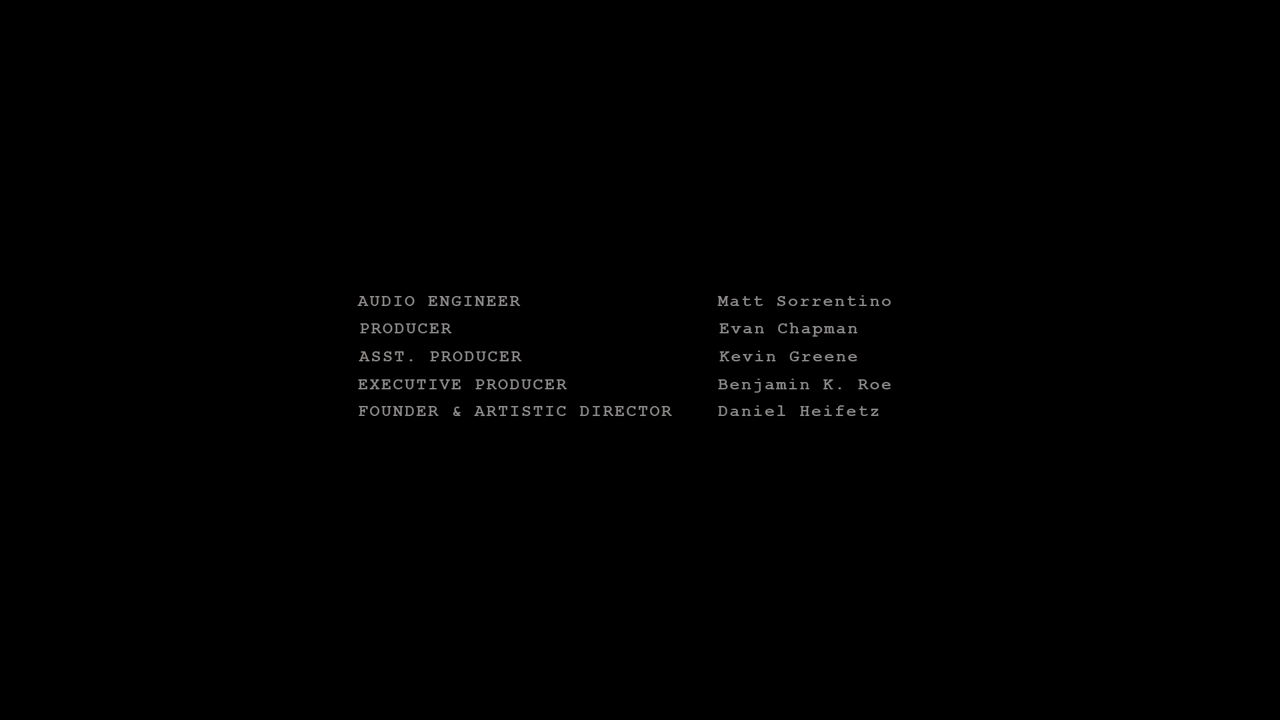 AUDIO ENGINEER Matt Sorrentino
PRODUCER Evan Chapman
ASST. PRODUCER Kevin Greene
EXECUTIVE PRODUCER Benjamin K. Roe
FOUNDER & ARTISTIC DIRECTOR Daniel Heifetz